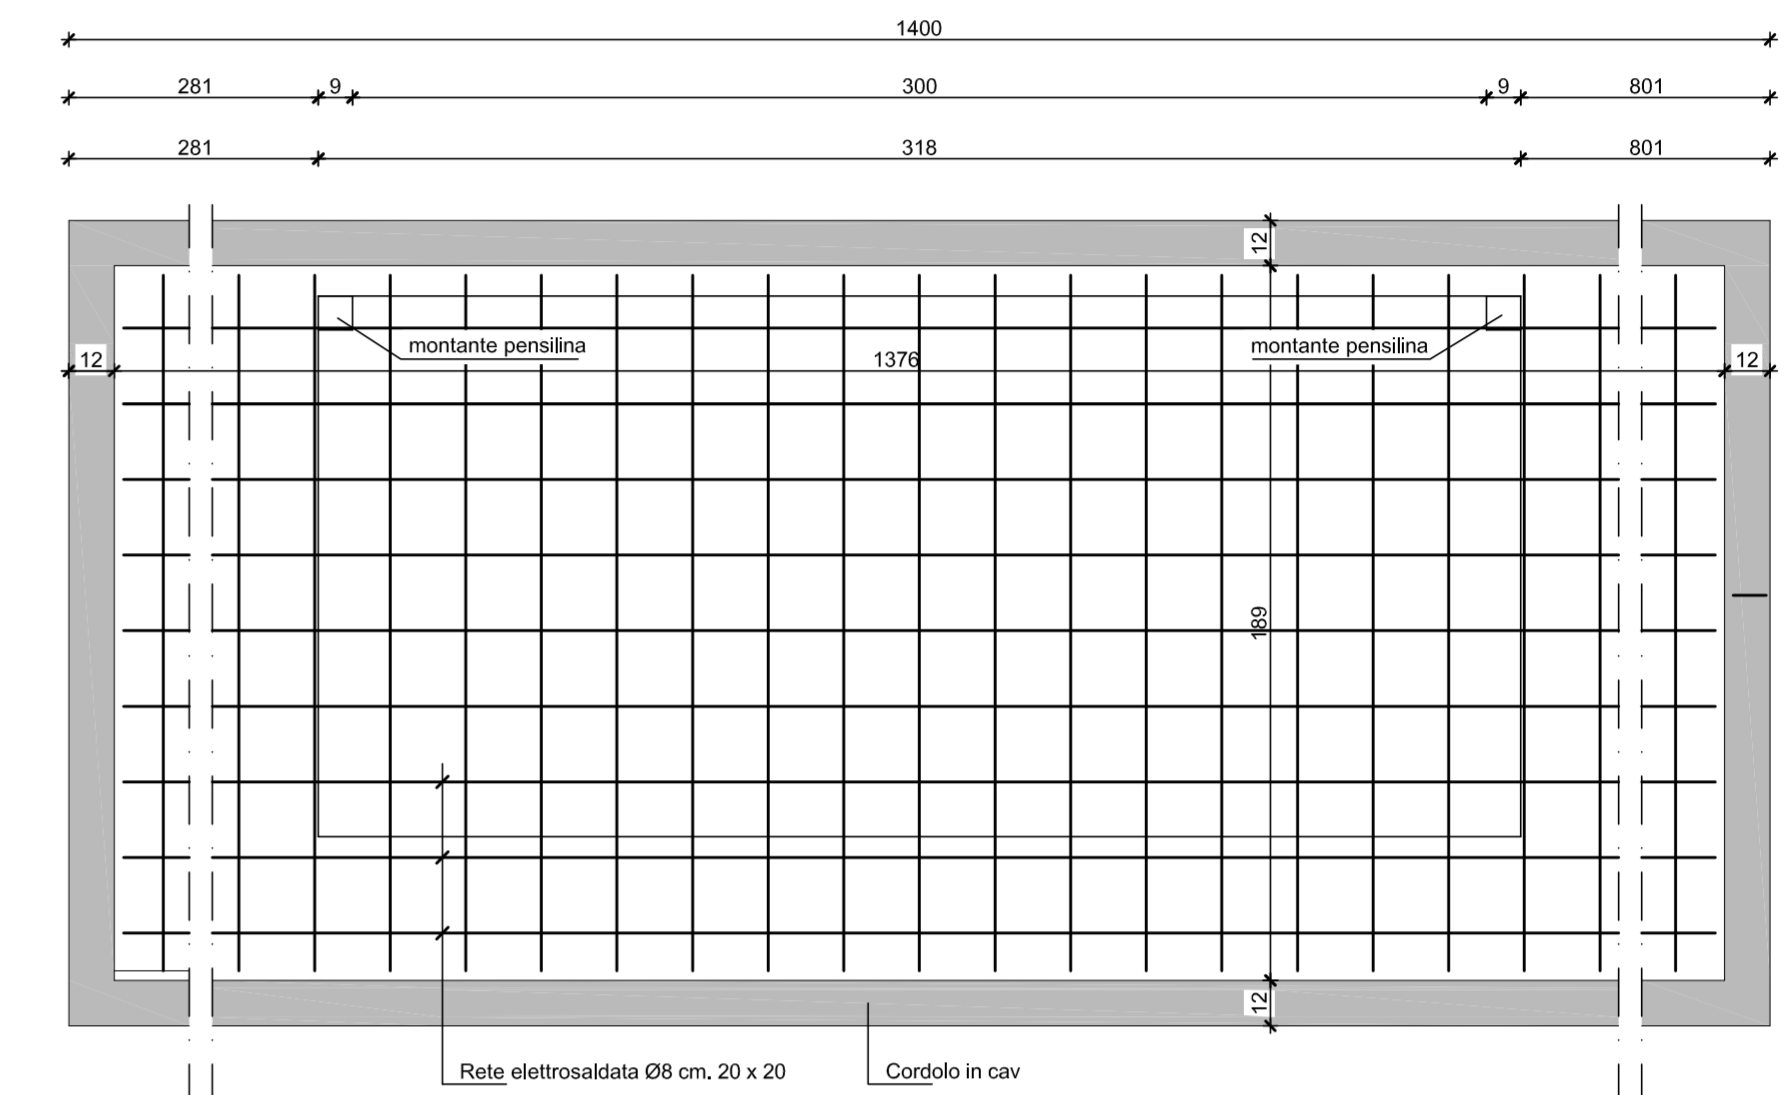 1400
281 9 300 9 801
281 318 801
12
montante pensilina montante pensilina
12 1376 12
189
12
Rete elettrosaldata Ø8 cm. 20 x 20 Cordolo in cav